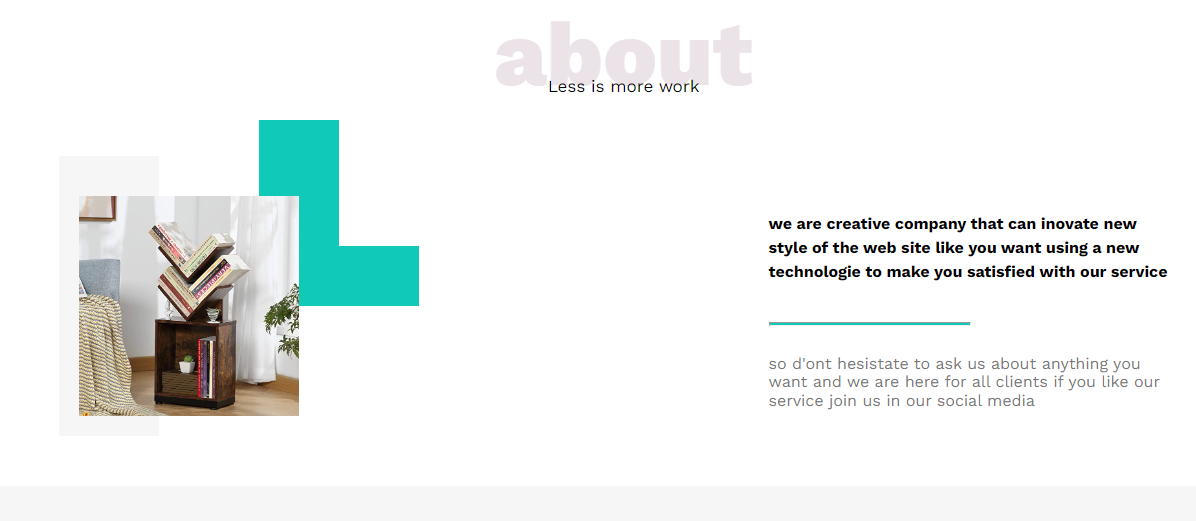 about
Less is more work
we are creative company that can inovate new
style of the web site like you want using a new
technologie to make you satisfied with our service
so d'ont hesistate to ask us about anything you
want and we are here for all clients if you like our
service join us in our social media